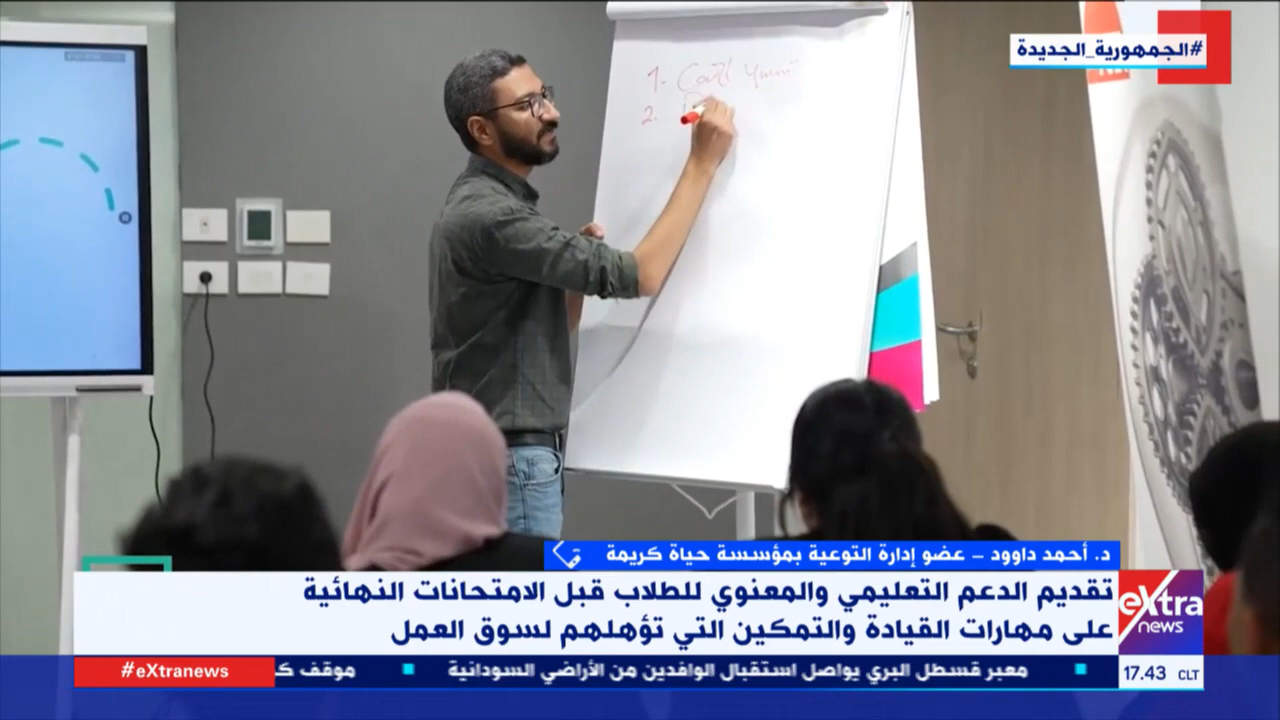 #الجمهورية_الجديدة
1-
2.
د. أحمد داوود - عضو إدارة التوعية بمؤسسة حياة كريمة
تقديم الدعم التعليمي والمعنوي للطلاب قبل الامتحانات النهائية
على مهارات القيادة والتمكين التي تؤهلهم لسوق العمل
eXtra
news
معبر قسطل البري يواصل استقبال الوافدين من الأراضي السودانية
موقف ك
#eXtranews
17.43 CLT